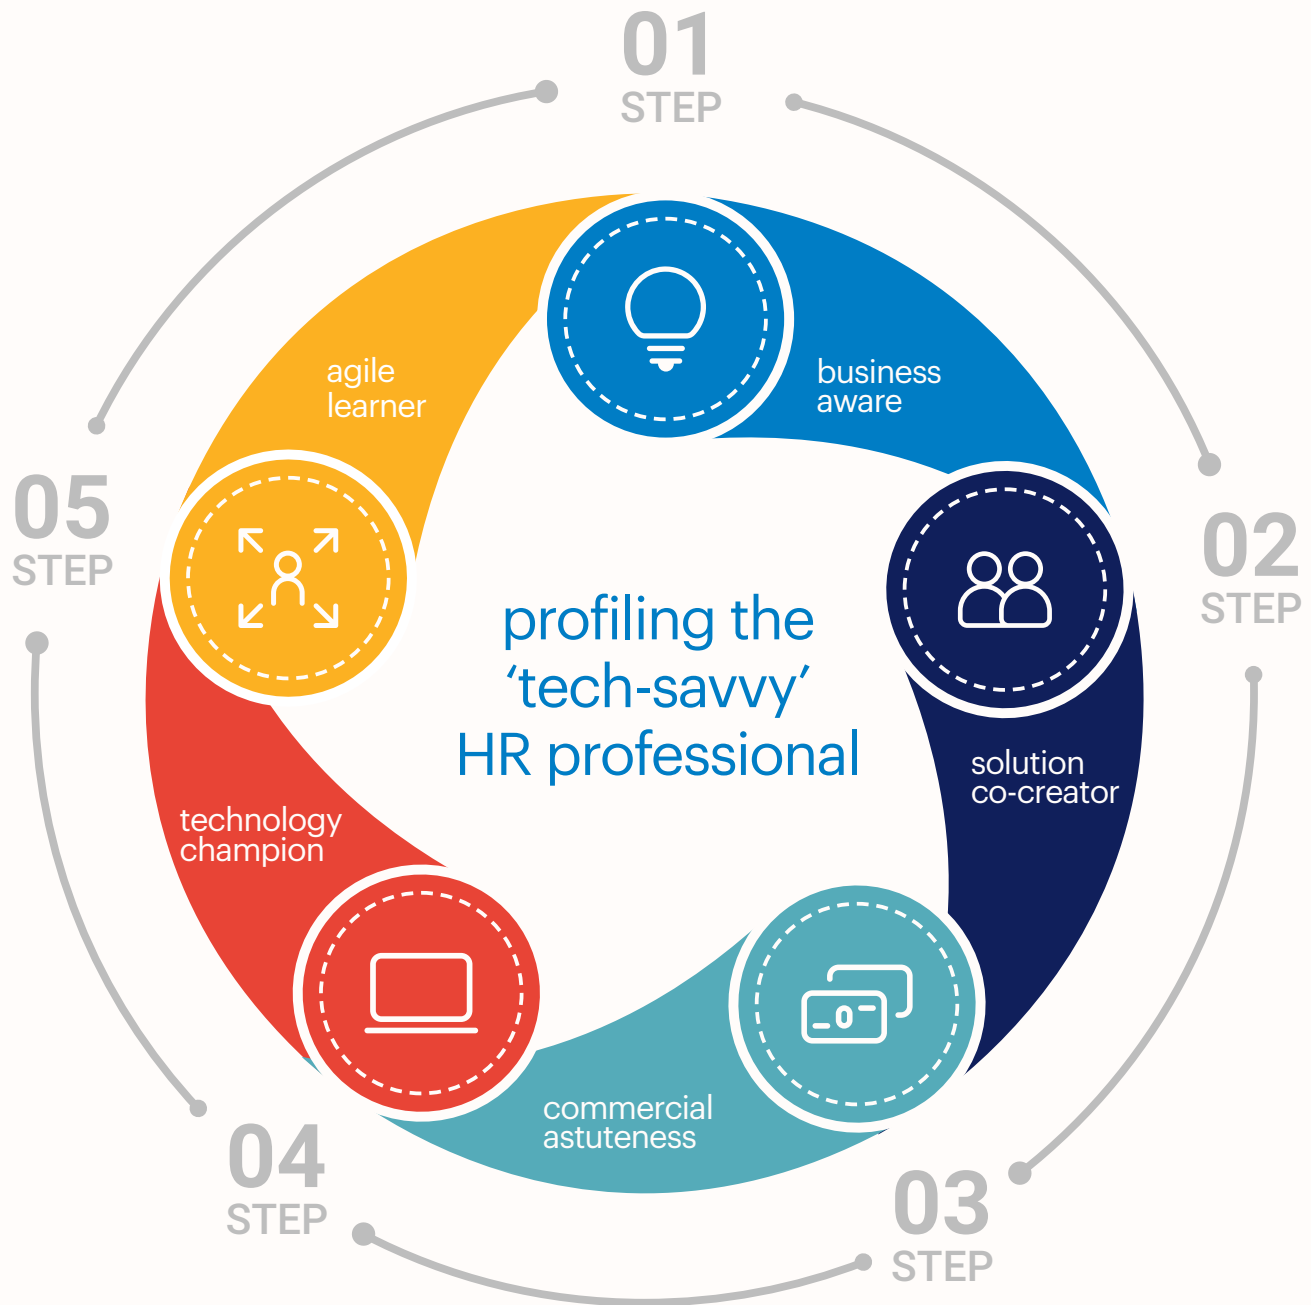 01
STEP
business
aware
02
STEP
solution
co-creator
03
STEP
commercial
astuteness
04
STEP
technology
champion
05
STEP
agile
learner
profiling the
‘tech-savvy’
HR professional
0